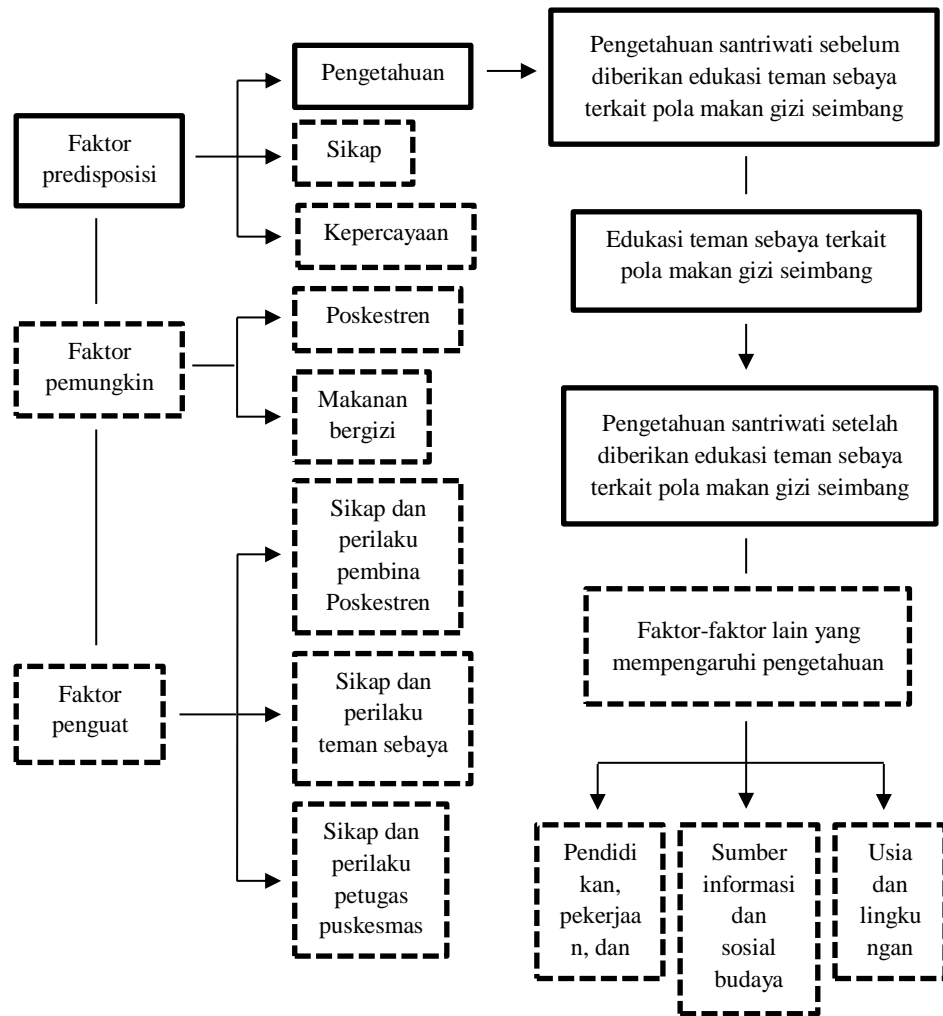 Faktor
predisposisi
Faktor
pemungkin
Faktor
penguat
Pengetahuan
Sikap
Kepercayaan
Poskestren
Makanan
bergizi
Sikap dan
perilaku
pembina
Poskestren
Sikap dan
perilaku
teman sebaya
Sikap dan
perilaku
petugas
puskesmas
Pengetahuan santriwati sebelum
diberikan edukasi teman sebaya
terkait pola makan gizi seimbang
Edukasi teman sebaya terkait
pola makan gizi seimbang
Pengetahuan santriwati setelah
diberikan edukasi teman sebaya
terkait pola makan gizi seimbang
Faktor-faktor lain yang
mempengaruhi pengetahuan
Pendidi
kan,
pekerjaa
n, dan
Sumber
informasi
dan
sosial
budaya
Usia
dan
lingku
ngan